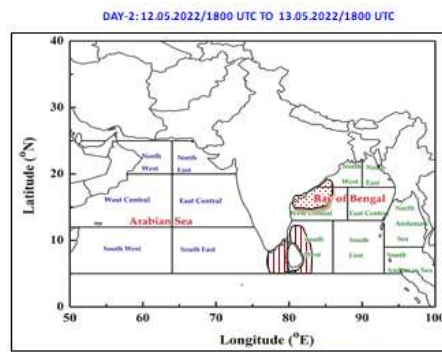 DAY-2: 12.05.2022/1800 UTC TO 13.05.2022/1800 UTC
40
30
20
10
0
Latitude (°N)
North
West
North
East
West Central
East Central
Arabian Sea
South West
South East
North
West
North
East
Bay of Bengal
West Central
East Central
South
West
South
East
North
Andaman
Sea
South
Andaman Sea
50
60
70
80
90
100
Longitude (°E)